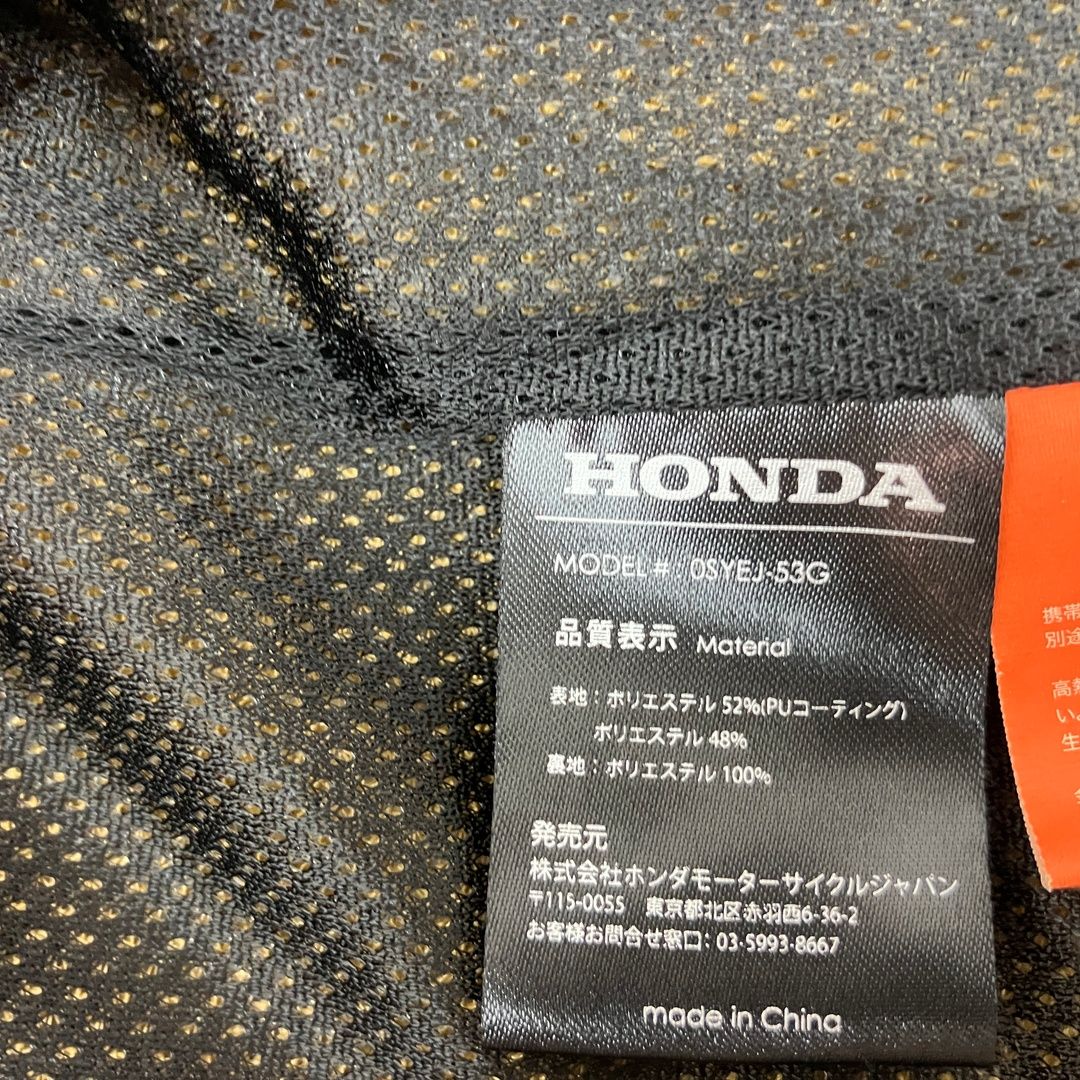 HONDA
MODEL # : 0SYEJ-53G
品質表示 Material
表地：ポリエステル 52%(PUコーティング)
ポリエステル 48%
裏地：ポリエステル 100%
発売元
株式会社ホンダモーターサイクルジャパン
〒115-0055 東京都北区赤羽西6-36-2
お客様お問合せ窓口：03-5993-8667
made in China
携帯
別途
高熱
い。
生